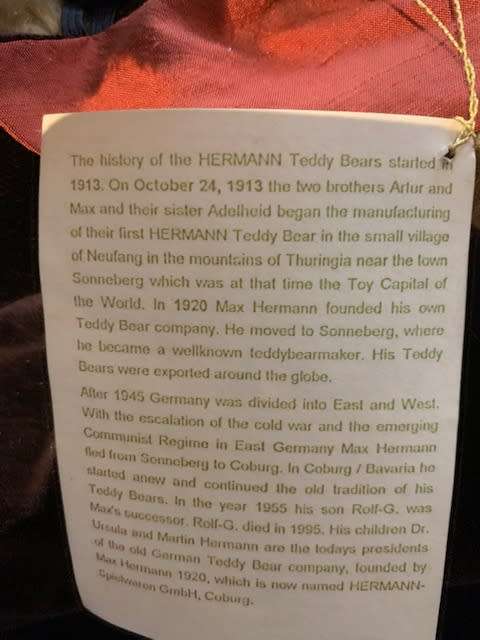 The history of the HERMANN Teddy Bears started in
1913. On October 24, 1913 the two brothers Artur and
Max and their sister Adelheid began the manufacturing
of their first HERMANN Teddy Bear in the small village
of Neufang in the mountains of Thuringia near the town
Sonneberg which was at that time the Toy Capital of
the World. In 1920 Max Hermann founded his own
Teddy Bear company. He moved to Sonneberg, where
he became a wellknown teddybearmaker. His Teddy
Bears were exported around the globe.
After 1945 Germany was divided into East and West.
With the escalation of the cold war and the emerging
Communist Regime in East Germany Max Hermann
fled from Sonneberg to Coburg. In Coburg / Bavaria he
started anew and continued the old tradition of his
Teddy Bears. In the year 1955 his son Rolf-G. was
Max's successor. Rolf-G. died in 1995. His children Dr.
Ursula and Martin Hermann are the todays presidents
of the old German Teddy Bear company, founded by
Max Hermann 1920, which is now named HERMANN-
Spielwaren GmbH, Coburg.